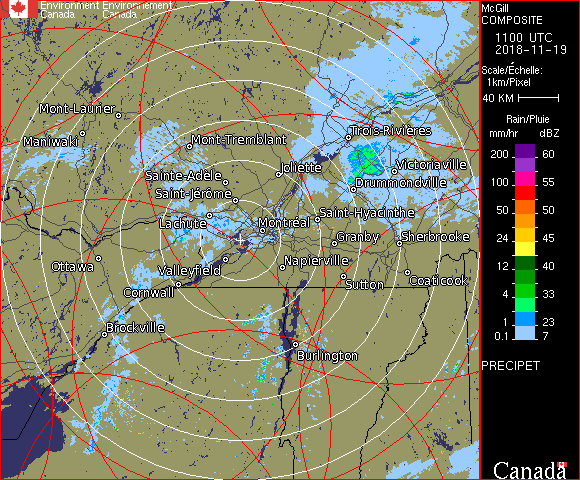 Environment Environnement
Canada Canada
Mont-Laurier
Maniwaki
Mont-Tremblant
Trois-Rivières
Sainte-Adèle
Joliette
Victoriaville
Saint-Jérôme
Drummondville
Lachute
Montréal
Saint-Hyacinthe
Granby
Sherbrooke
Ottawa
Valleyfield
Napierville
Cornwall
Sutton
Coaticook
Brockville
Burlington
McGill
COMPOSITE
1100 UTC
2018-11-19
Scale/Échelle:
1km/Pixel
40 KM
Rain/Pluie
mm/hr dBZ
200 60
100 55
50 50
24 45
12 40
4 33
1 23
0.1 7
PRECIPET
Canada